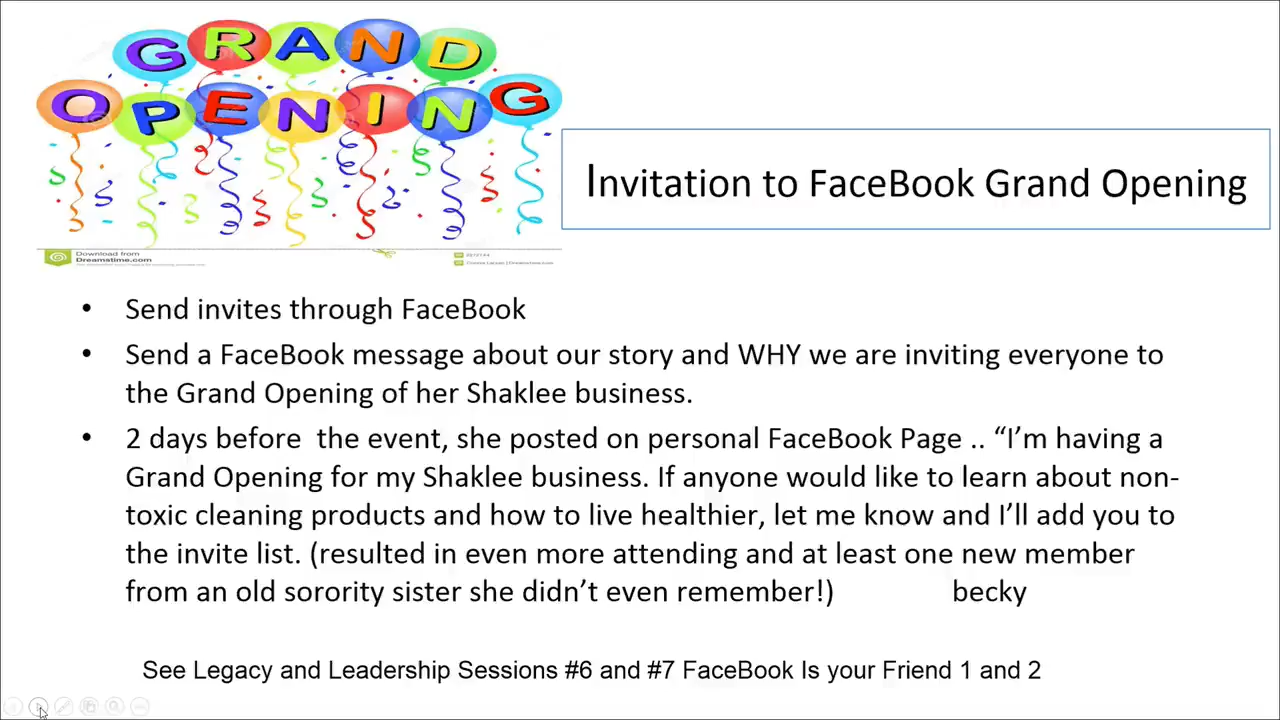 GRAND
OPENING
Download from
Dreamstime.com
Invitation to FaceBook Grand Opening
• Send invites through FaceBook
• Send a FaceBook message about our story and WHY we are inviting everyone to
the Grand Opening of her Shaklee business.
• 2 days before  the event, she posted on personal FaceBook Page .. “I’m having a
Grand Opening for my Shaklee business. If anyone would like to learn about non-
toxic cleaning products and how to live healthier, let me know and I’ll add you to
the invite list. (resulted in even more attending and at least one new member
from an old sorority sister she didn’t even remember!) becky
See Legacy and Leadership Sessions #6 and #7 FaceBook Is your Friend 1 and 2